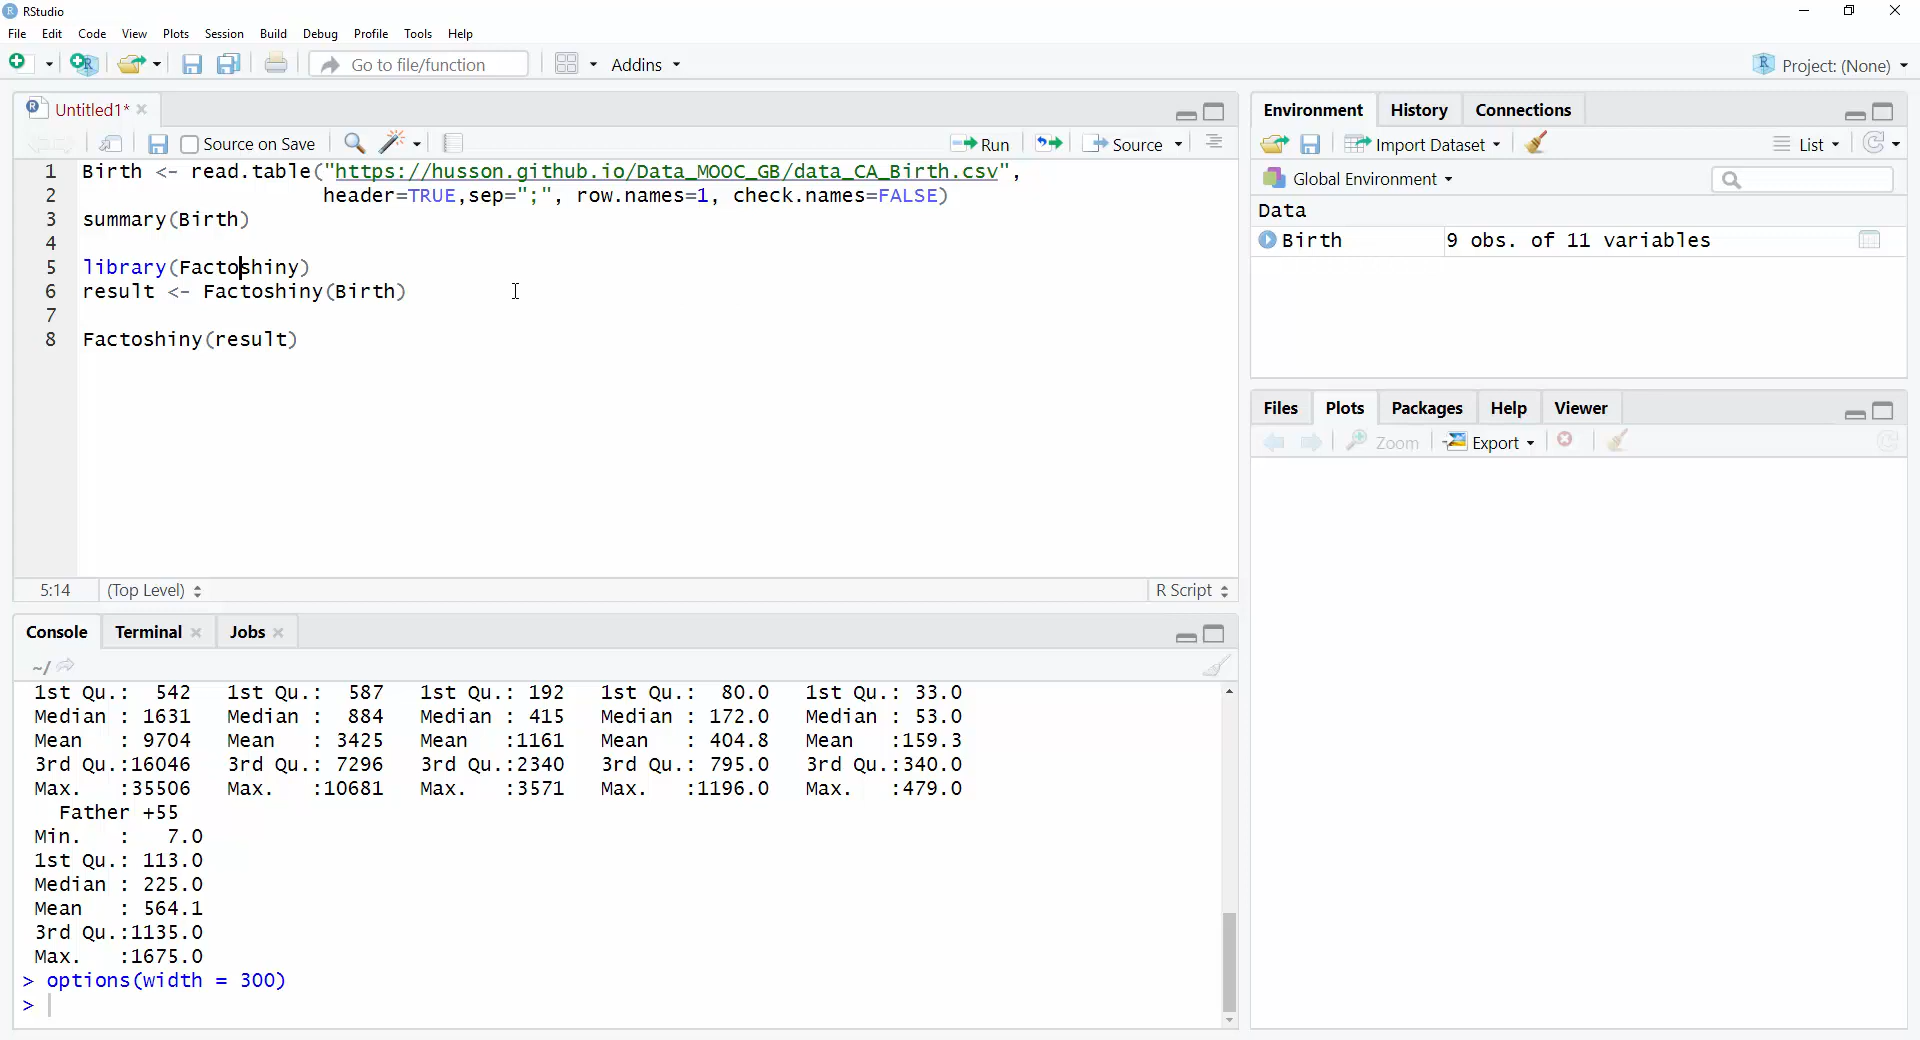 RStudio
File Edit Code View Plots Session Build Debug Profile Tools Help
Go to file/function Addins Project: (None)
Untitled1*
Source on Save Run Source
1 Birth <- read.table("https://husson.github.io/Data_MOOC_GB/data_CA_Birth.csv",
2 header=TRUE,sep=";", row.names=1, check.names=FALSE)
3 summary(Birth)
4
5 library(Factoshiny)
6 result <- Factoshiny(Birth)
7
8 Factoshiny(result)
5:14 (Top Level) R Script
Console Terminal Jobs
~/
1st Qu.: 542 1st Qu.: 587 1st Qu.: 192 1st Qu.: 80.0 1st Qu.: 33.0
Median : 1631 Median : 884 Median : 415 Median : 172.0 Median : 53.0
Mean : 9704 Mean : 3425 Mean :1161 Mean : 404.8 Mean :159.3
3rd Qu.:16046 3rd Qu.: 7296 3rd Qu.:2340 3rd Qu.: 795.0 3rd Qu.:340.0
Max. :35506 Max. :10681 Max. :3571 Max. :1196.0 Max. :479.0
Father +55
Min. : 7.0
1st Qu.: 113.0
Median : 225.0
Mean : 564.1
3rd Qu.:1135.0
Max. :1675.0
> options(width = 300)
>
Environment History Connections
Import Dataset List
Global Environment
Data
Birth 9 obs. of 11 variables
Files Plots Packages Help Viewer
Zoom Export